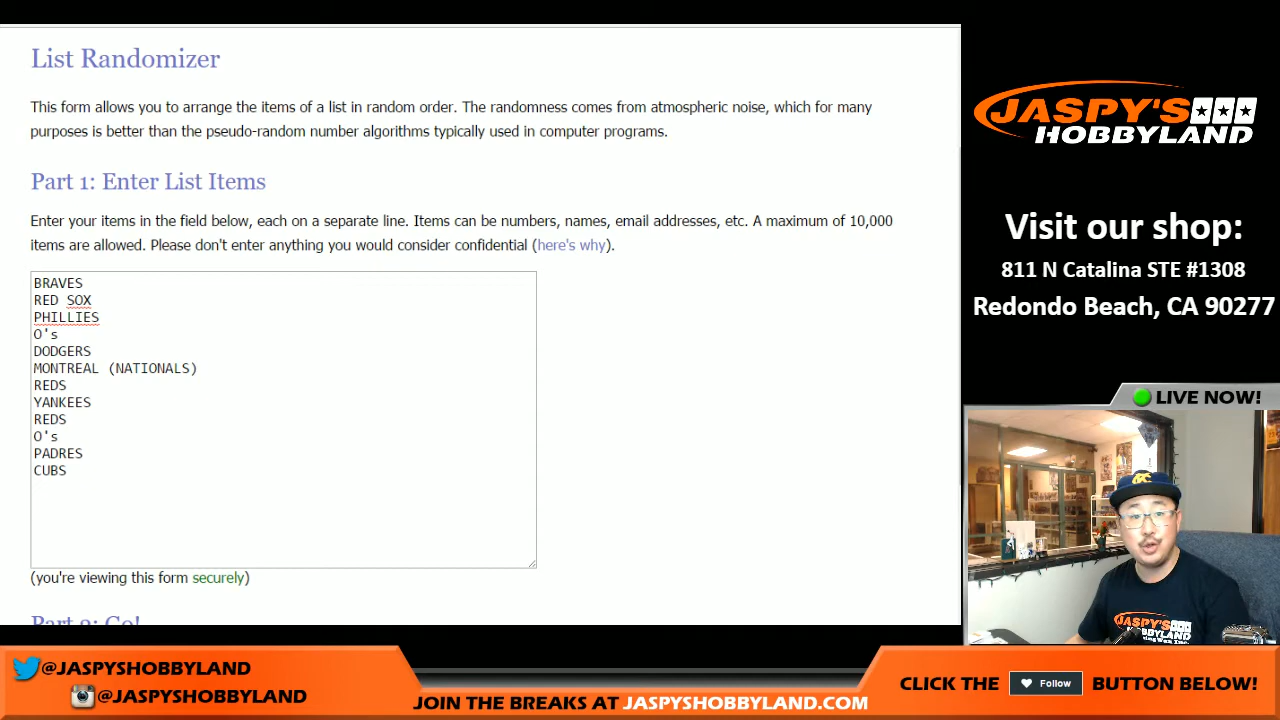 List Randomizer
This form allows you to arrange the items of a list in random order. The randomness comes from atmospheric noise, which for many
purposes is better than the pseudo-random number algorithms typically used in computer programs.
Part 1: Enter List Items
Enter your items in the field below, each on a separate line. Items can be numbers, names, email addresses, etc. A maximum of 10,000
items are allowed. Please don't enter anything you would consider confidential (here's why).
BRAVES
RED SOX
PHILLIES
O's
DODGERS
MONTREAL (NATIONALS)
REDS
YANKEES
REDS
O's
PADRES
CUBS
(you're viewing this form securely)
Part 2: Go!
JASPY'S
HOBBYLAND
Visit our shop:
811 N Catalina STE #1308
Redondo Beach, CA 90277
LIVE NOW!
JASPY'S
HOBBYLAND
@JASPYSHOBBYLAND
@JASPYSHOBBYLAND
JOIN THE BREAKS AT JASPYSHOBBYLAND.COM
CLICK THE Follow BUTTON BELOW!